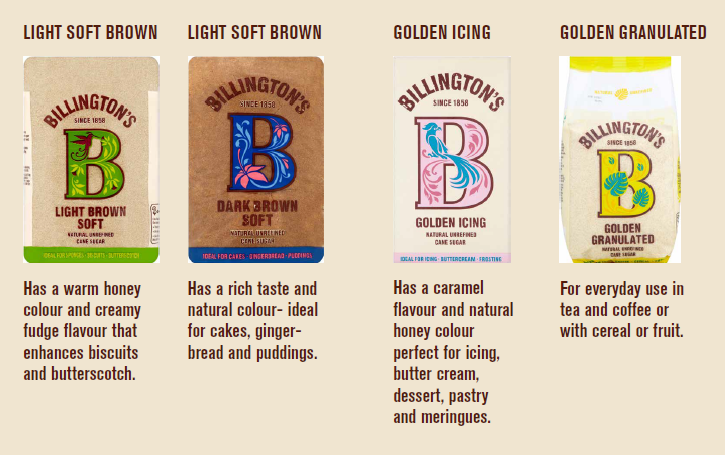 LIGHT SOFT BROWN
BILLINGTON'S
SINCE 1858
B
LIGHT BROWN
SOFT
NATURAL UNREFINED
CANE SUGAR
Has a warm honey
colour and creamy
fudge flavour that
enhances biscuits
and butterscotch.
LIGHT SOFT BROWN
BILLINGTON'S
SINCE 1858
B
DARK BROWN
SOFT
NATURAL UNREFINED
CANE SUGAR
IDEAL FOR CAKES · GINGERBREAD · PUDDINGS
Has a rich taste and
natural colour- ideal
for cakes, ginger-
bread and puddings.
GOLDEN ICING
BILLINGTON'S
SINCE 1858
B
GOLDEN ICING
NATURAL UNREFINED
CANE SUGAR
IDEAL FOR ICING · BUTTERCREAM · FROSTING
Has a caramel
flavour and natural
honey colour
perfect for icing,
butter cream,
dessert, pastry
and meringues.
GOLDEN GRANULATED
BILLINGTON'S
SINCE 1858
B
GOLDEN
GRANULATED
NATURAL UNREFINED
CANE SUGAR
For everyday use in
tea and coffee or
with cereal or fruit.